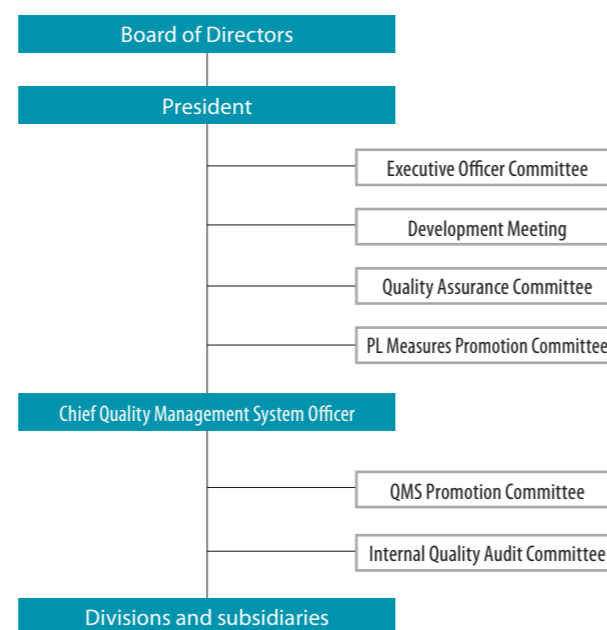 Board of Directors
President
Executive Officer Committee
Development Meeting
Quality Assurance Committee
PL Measures Promotion Committee
Chief Quality Management System Officer
QMS Promotion Committee
Internal Quality Audit Committee
Divisions and subsidiaries